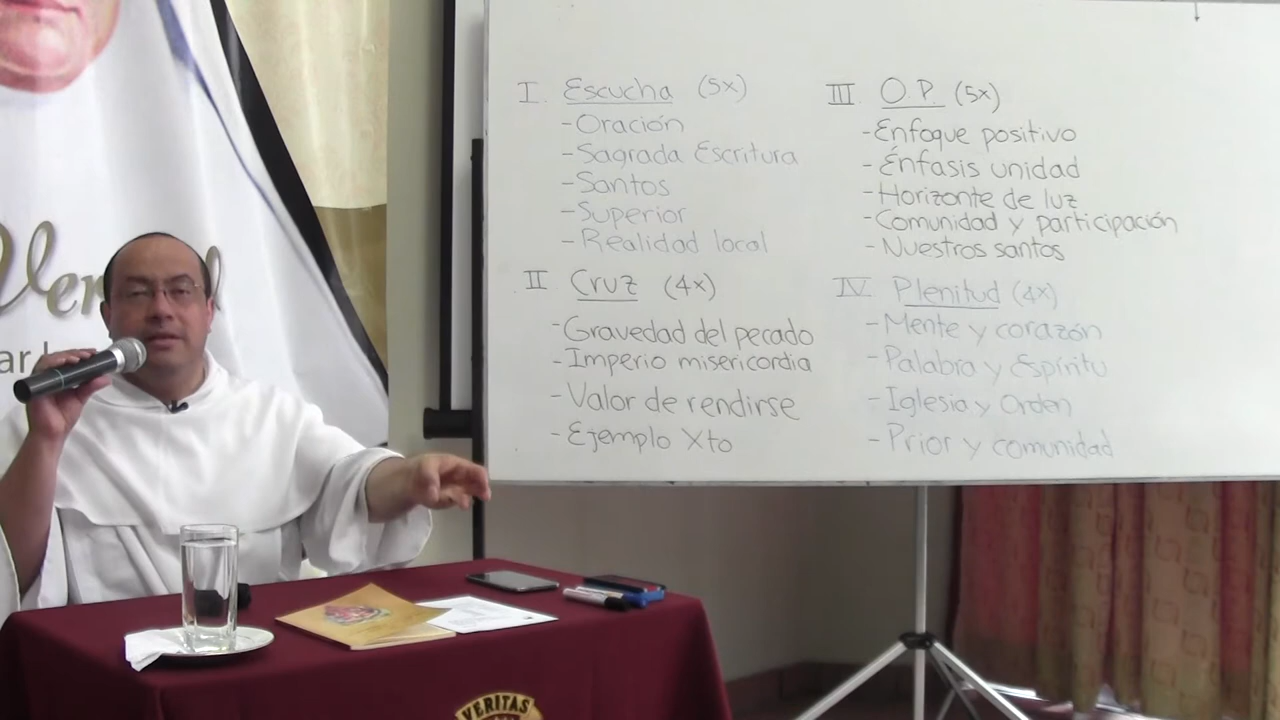 I. Escucha (5x)
- Oración
- Sagrada Escritura
- Santos
- Superior
- Realidad local
II Cruz (4x)
- Gravedad del pecado
- Imperio misericordia
- Valor de rendirse
- Ejemplo Xto
III. O.P. (5x)
- Enfoque positivo
- Énfasis unidad
- Horizonte de luz
- Comunidad y participación
- Nuestros santos
IV. Plenitud (4x)
- Mente y corazón
- Palabra y Espíritu
- Iglesia y Orden
- Prior y comunidad
VERITAS